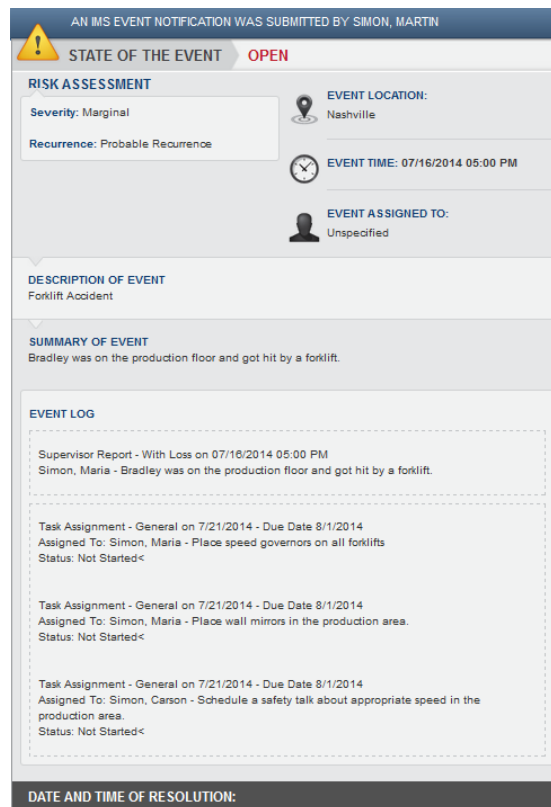 AN IMS EVENT NOTIFICATION WAS SUBMITTED BY SIMON, MARTIN
STATE OF THE EVENT OPEN
RISK ASSESSMENT
Severity: Marginal
Recurrence: Probable Recurrence
EVENT LOCATION:
Nashville
EVENT TIME: 07/16/2014 05:00 PM
EVENT ASSIGNED TO:
Unspecified
DESCRIPTION OF EVENT
Forklift Accident
SUMMARY OF EVENT
Bradley was on the production floor and got hit by a forklift.
EVENT LOG
Supervisor Report - With Loss on 07/16/2014 05:00 PM
Simon, Maria - Bradley was on the production floor and got hit by a forklift.
Task Assignment - General on 7/21/2014 - Due Date 8/1/2014
Assigned To: Simon, Maria - Place speed governors on all forklifts
Status: Not Started<
Task Assignment - General on 7/21/2014 - Due Date 8/1/2014
Assigned To: Simon, Maria - Place wall mirrors in the production area.
Status: Not Started<
Task Assignment - General on 7/21/2014 - Due Date 8/1/2014
Assigned To: Simon, Carson - Schedule a safety talk about appropriate speed in the
production area.
Status: Not Started<
DATE AND TIME OF RESOLUTION: